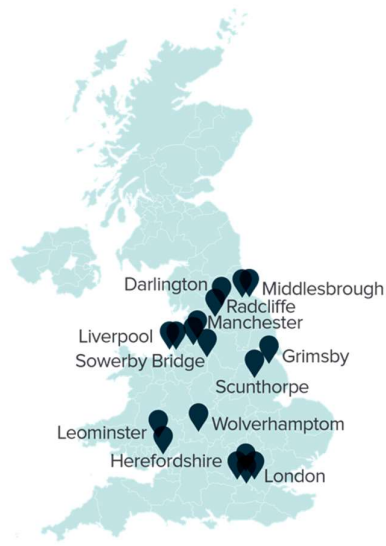 Darlington
Middlesbrough
Radcliffe
Manchester
Liverpool
Sowerby Bridge
Grimsby
Scunthorpe
Wolverhamptom
Leominster
Herefordshire
London